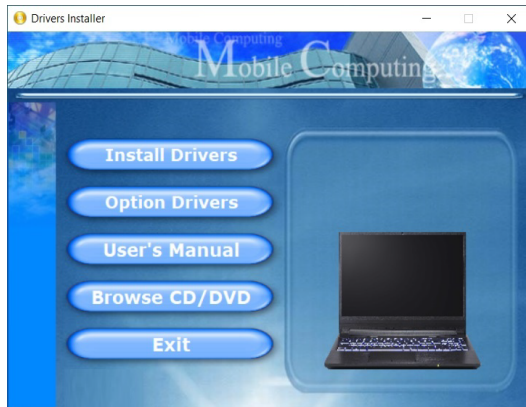 Drivers Installer
Mobile Computing
Mobile Computing
Install Drivers
Option Drivers
User's Manual
Browse CD/DVD
Exit